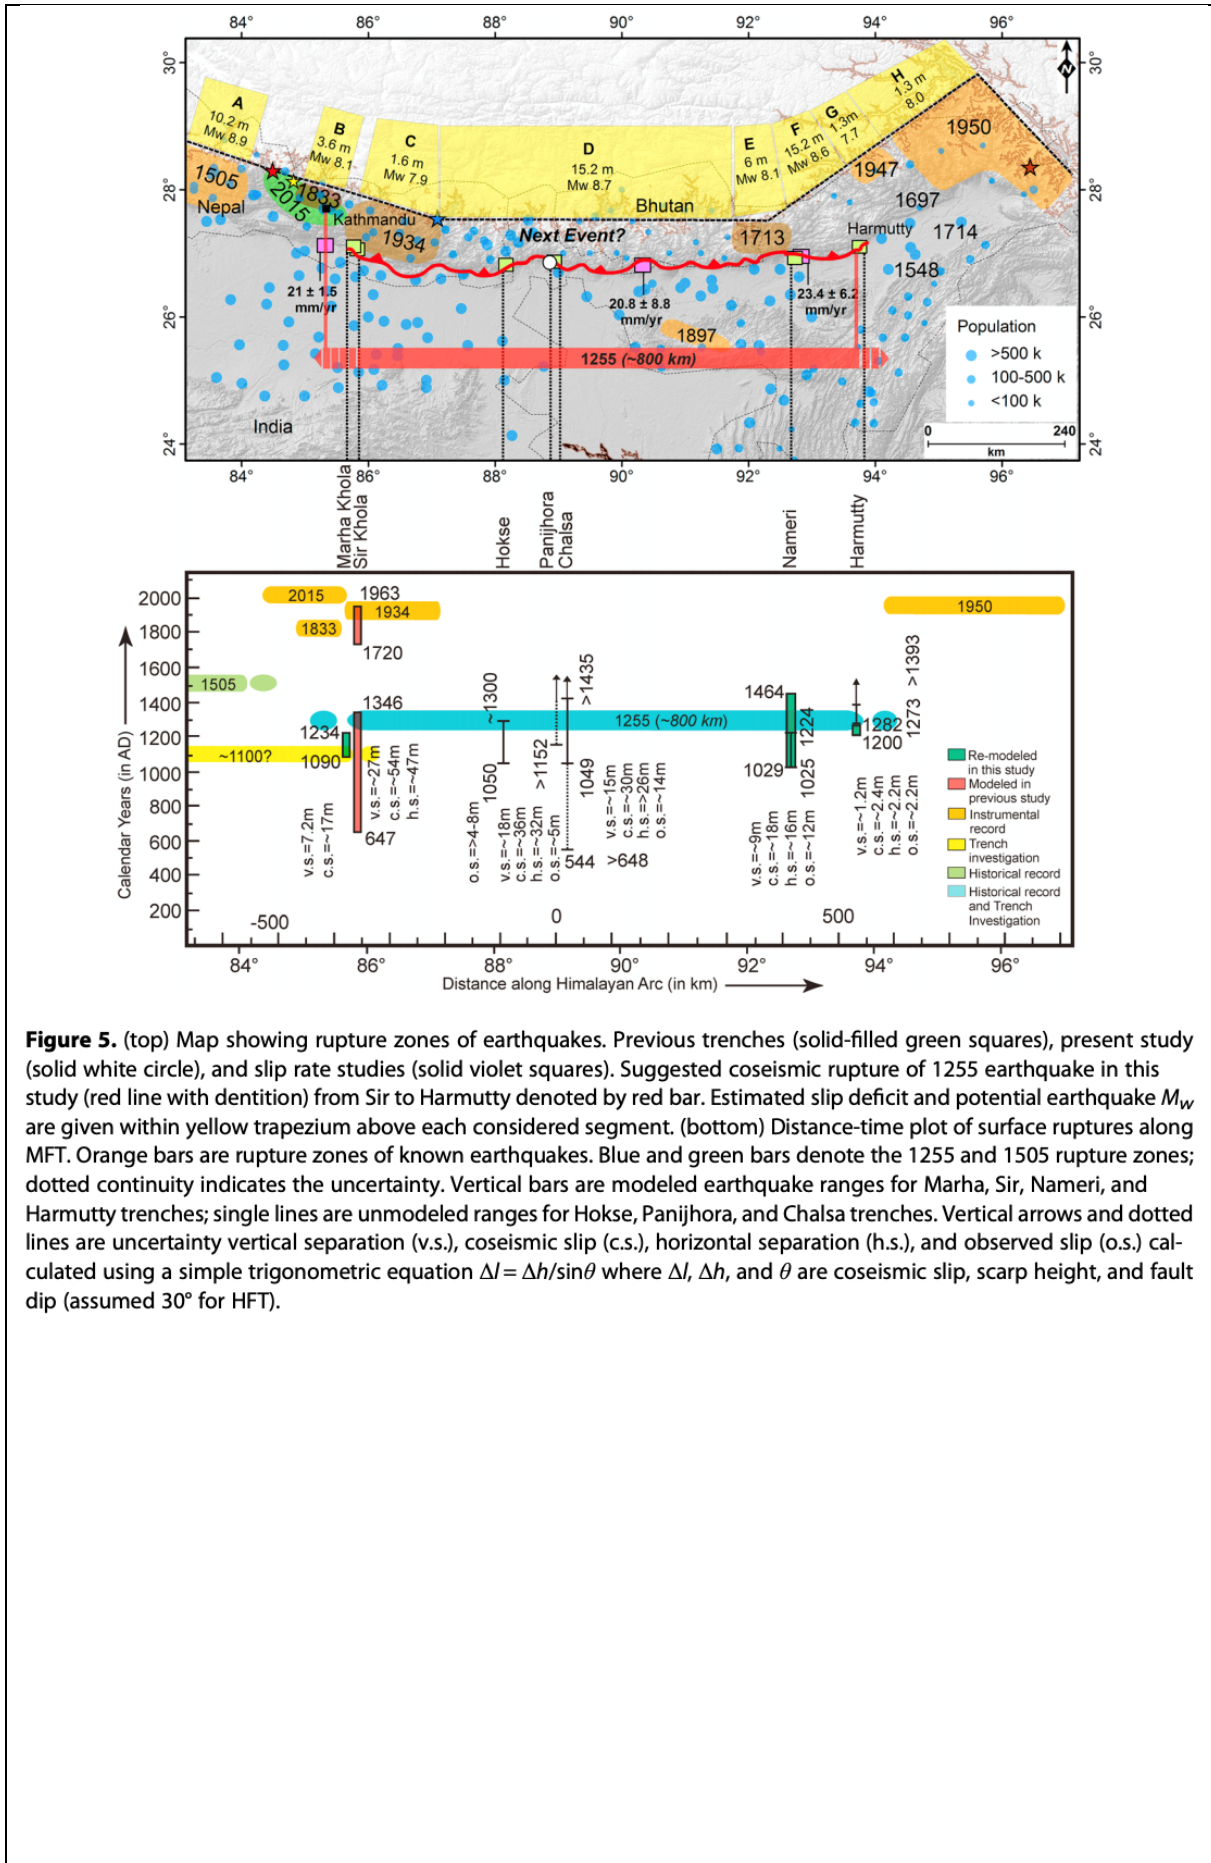 84° 86° 88° 90° 92° 94° 96°
30° 30°
A
10.2 m
Mw 8.9
B
3.6 m
Mw 8.1
C
1.6 m
Mw 7.9
D
15.2 m
Mw 8.7
E
6 m
Mw 8.1
F
15.2 m
Mw 8.6
G
1.3m
7.7
H
1.3 m
8.0
N
1950
1947
1505
28° 28°
1833
2015
Nepal
Kathmandu
1934
Bhutan
Next Event?
1713
1697
1714
Harmutty
1548
21 ± 1.5
mm/yr
20.8 ± 8.8
mm/yr
23.4 ± 6.2
mm/yr
26° 26°
1897
1255 (~800 km)
Population
>500 k
100-500 k
<100 k
India
0 240
km
24° 24°
84° 86° 88° 90° 92° 94° 96°
Marha Khola
Sir Khola
Hokse
Panijhora
Chalsa
Nameri
Harmutty
Calendar Years (in AD)
2000
1800
1600
1400
1200
1000
800
600
400
200
2015
1963
1934
1833
1720
1950
1505
1346
1234
1090
~1100?
647
v.s.=7.2m
c.s.=~17m
v.s.=~27m
c.s.=~54m
h.s.=~47m
~1300
1050
o.s.=>4-8m
v.s.=~18m
c.s.=~36m
h.s.=~32m
o.s.=~5m
>1152
>1435
1049
544
>648
v.s.=~15m
c.s.=~30m
h.s.=>26m
o.s.=~14m
1255 (~800 km)
1464
1224
1029
1025
v.s.=~9m
c.s.=~18m
h.s.=~16m
o.s.=~12m
>1393
1282
1273
1200
v.s.=~1.2m
c.s.=~2.4m
h.s.=~2.2m
o.s.=~2.2m
Re-modeled
in this study
Modeled in
previous study
Instrumental
record
Trench
investigation
Historical record
Historical record
and Trench
Investigation
-500 0 500
84° 86° 88° 90° 92° 94° 96°
Distance along Himalayan Arc (in km)
Figure 5. (top) Map showing rupture zones of earthquakes. Previous trenches (solid-filled green squares), present study
(solid white circle), and slip rate studies (solid violet squares). Suggested coseismic rupture of 1255 earthquake in this
study (red line with dentition) from Sir to Harmutty denoted by red bar. Estimated slip deficit and potential earthquake Mw
are given within yellow trapezium above each considered segment. (bottom) Distance-time plot of surface ruptures along
MFT. Orange bars are rupture zones of known earthquakes. Blue and green bars denote the 1255 and 1505 rupture zones;
dotted continuity indicates the uncertainty. Vertical bars are modeled earthquake ranges for Marha, Sir, Nameri, and
Harmutty trenches; single lines are unmodeled ranges for Hokse, Panijhora, and Chalsa trenches. Vertical arrows and dotted
lines are uncertainty vertical separation (v.s.), coseismic slip (c.s.), horizontal separation (h.s.), and observed slip (o.s.) cal-
culated using a simple trigonometric equation Δl = Δh/sinθ where Δl, Δh, and θ are coseismic slip, scarp height, and fault
dip (assumed 30° for HFT).